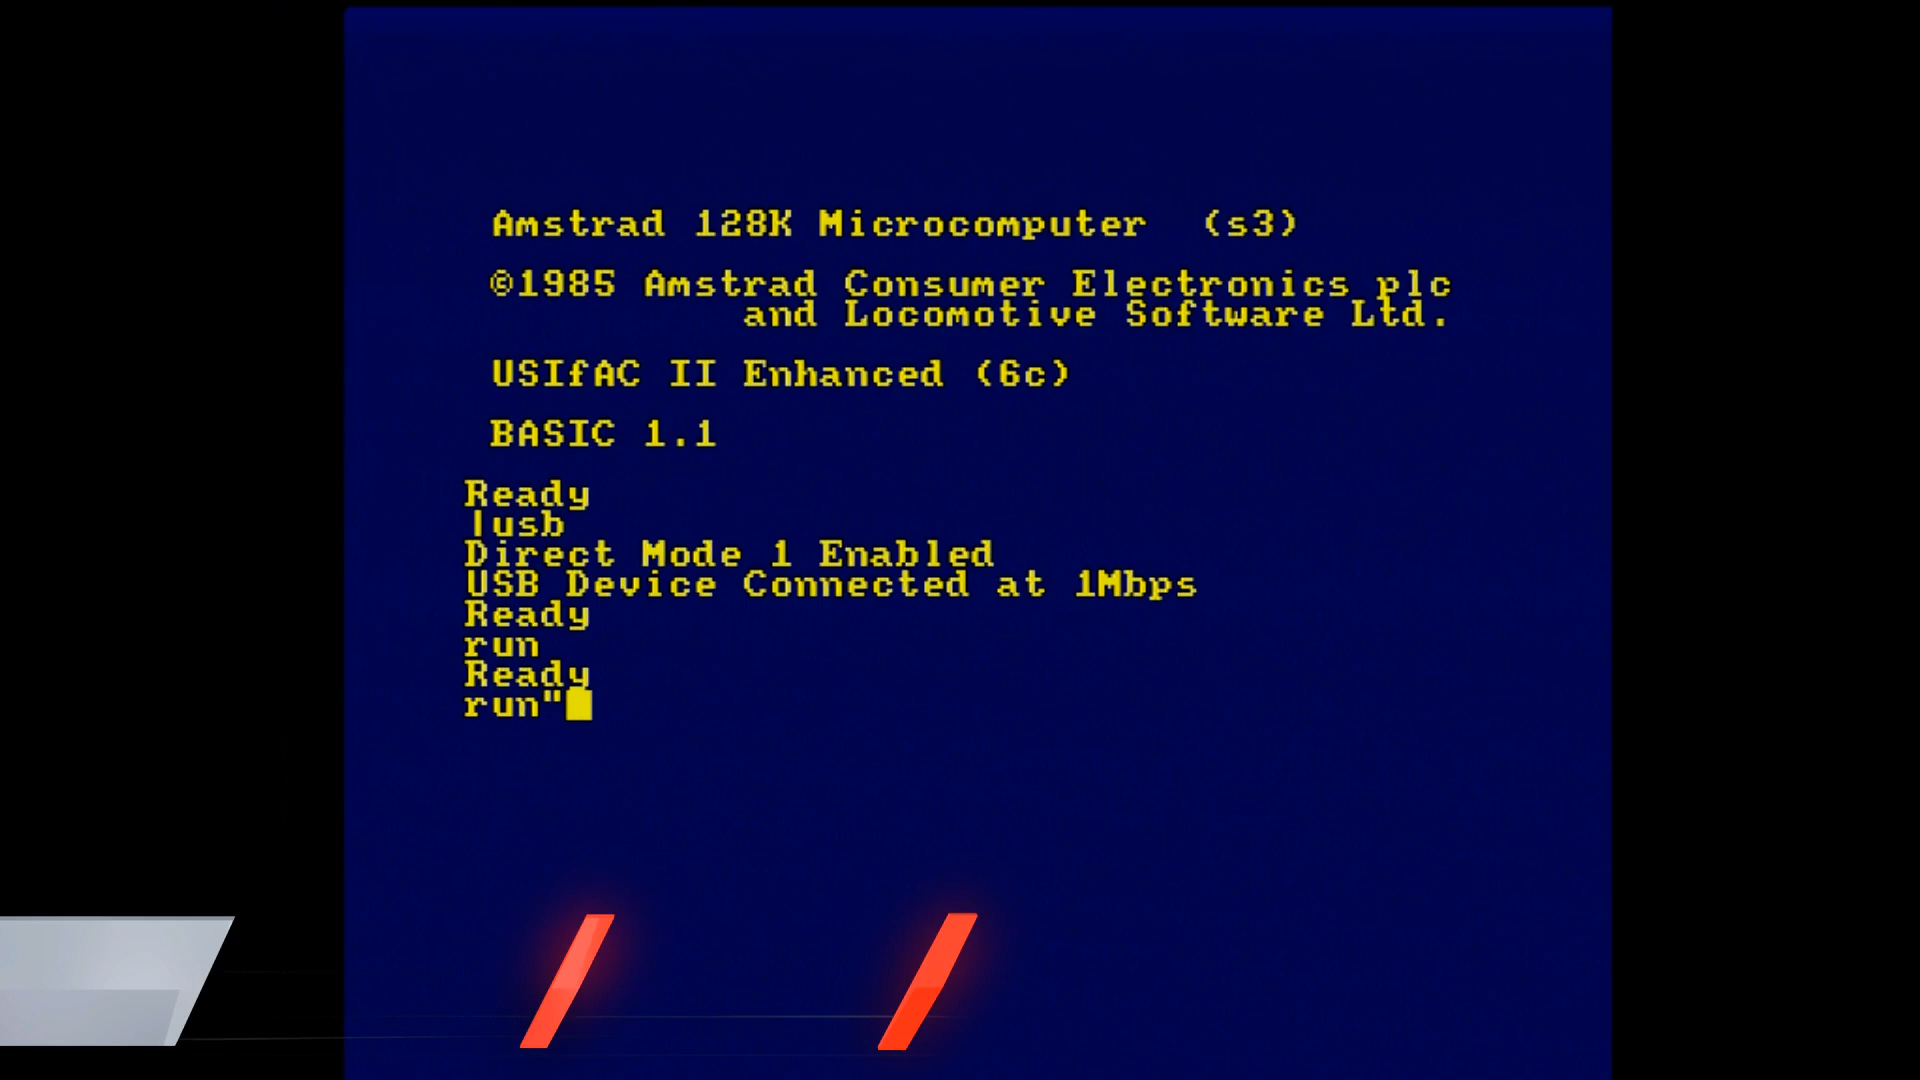 Amstrad 128K Microcomputer  (s3)
©1985 Amstrad Consumer Electronics plc
and Locomotive Software Ltd.
USIfAC II Enhanced (6c)
BASIC 1.1
Ready
|usb
Direct Mode 1 Enabled
USB Device Connected at 1Mbps
Ready
run
Ready
run"